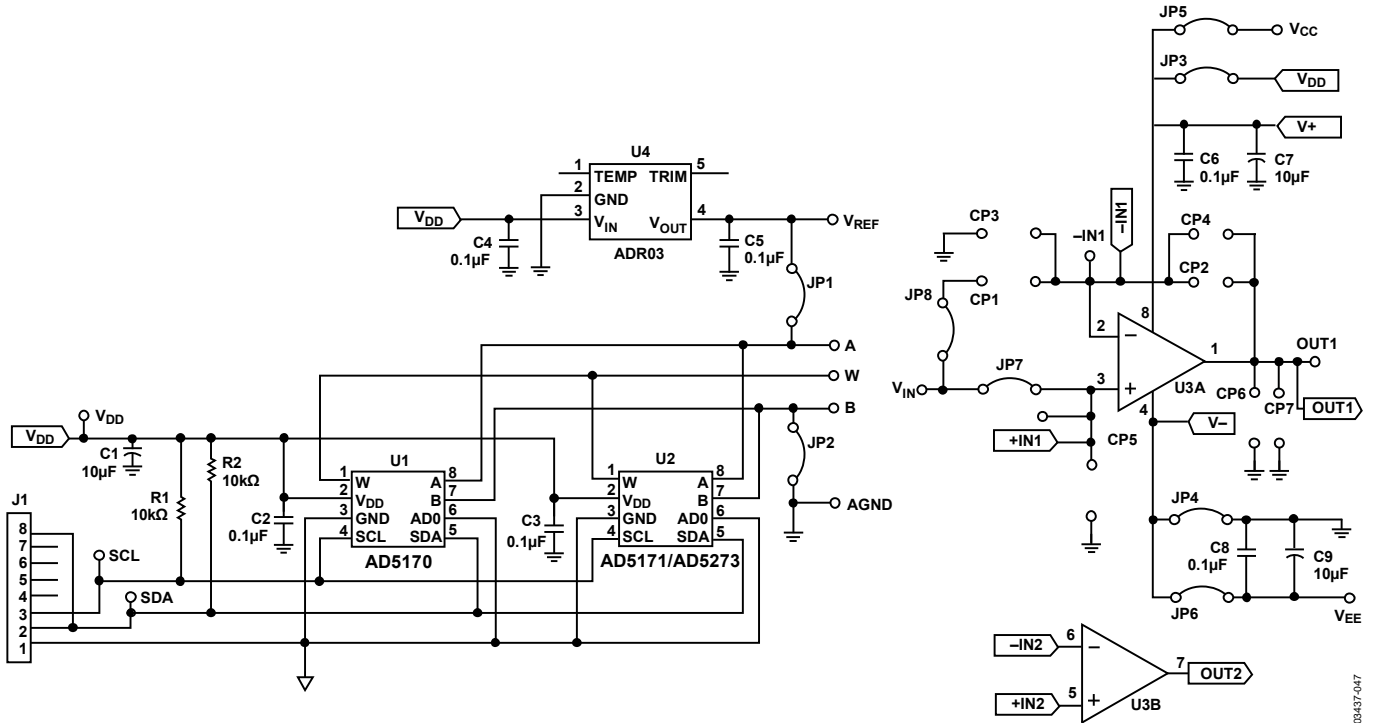 JP5
VCC
JP3
VDD
V+
C6
0.1µF
C7
10µF
U4
1
TEMP
TRIM
5
2
GND
3
VIN
VOUT
4
ADR03
VDD
C4
0.1µF
C5
0.1µF
VREF
JP1
A
W
B
JP2
AGND
CP3
–IN1
–IN1
CP4
CP2
JP8
CP1
8
2
–
1
OUT1
VIN
JP7
3
+
U3A
4
CP6
CP7
OUT1
V–
+IN1
CP5
VDD
VDD
C1
10µF
R2
10kΩ
R1
10kΩ
C2
0.1µF
U1
1
W
A
8
2
VDD
B
7
3
GND
AD0
6
4
SCL
SDA
5
AD5170
C3
0.1µF
U2
1
W
A
8
2
VDD
B
7
3
GND
AD0
6
4
SCL
SDA
5
AD5171/AD5273
J1
8
7
6
5
4
3
2
1
SCL
SDA
JP4
C8
0.1µF
C9
10µF
JP6
VEE
–IN2
6
–
7
OUT2
+IN2
5
+
U3B
03437-047